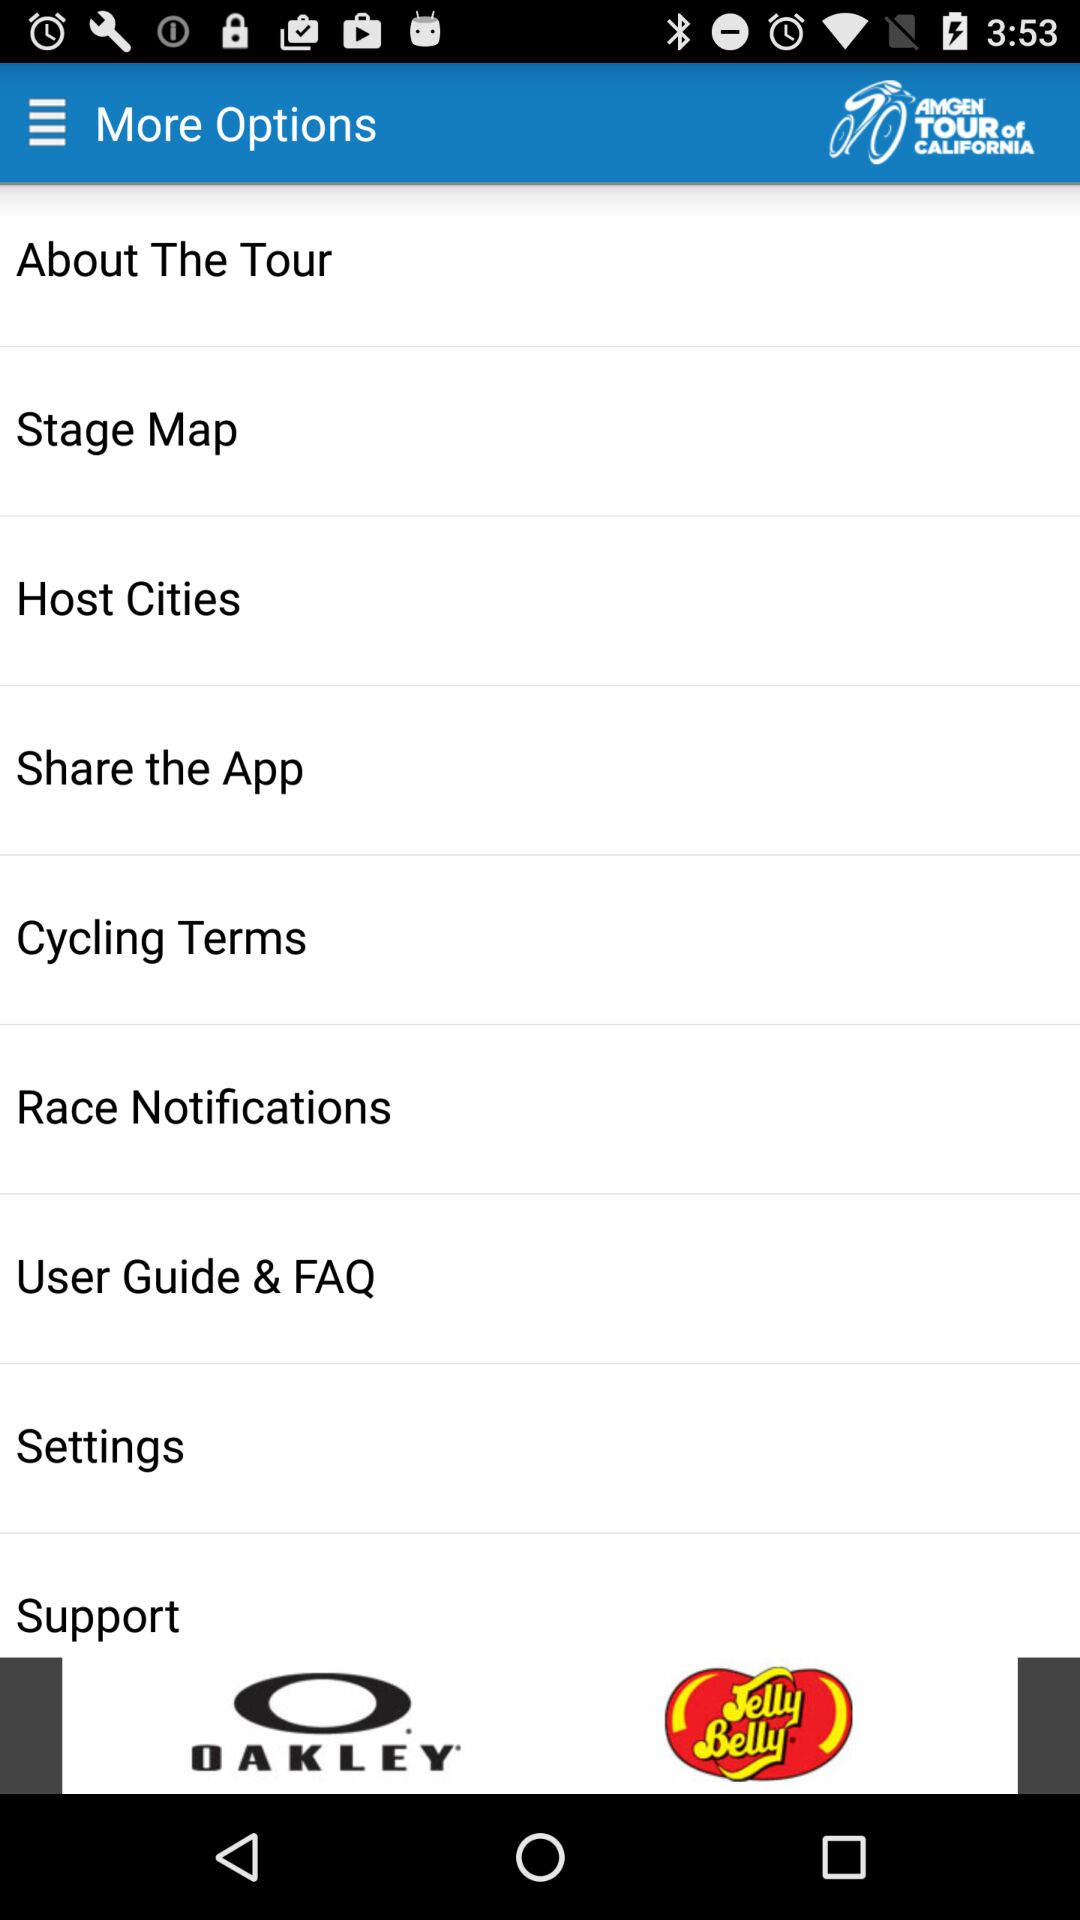 3:53
More Options
AMGEN
TOUR of
CALIFORNIA
About The Tour
Stage Map
Host Cities
Share the App
Cycling Terms
Race Notifications
User Guide & FAQ
Settings
Support
OAKLEY
Jelly
Belly